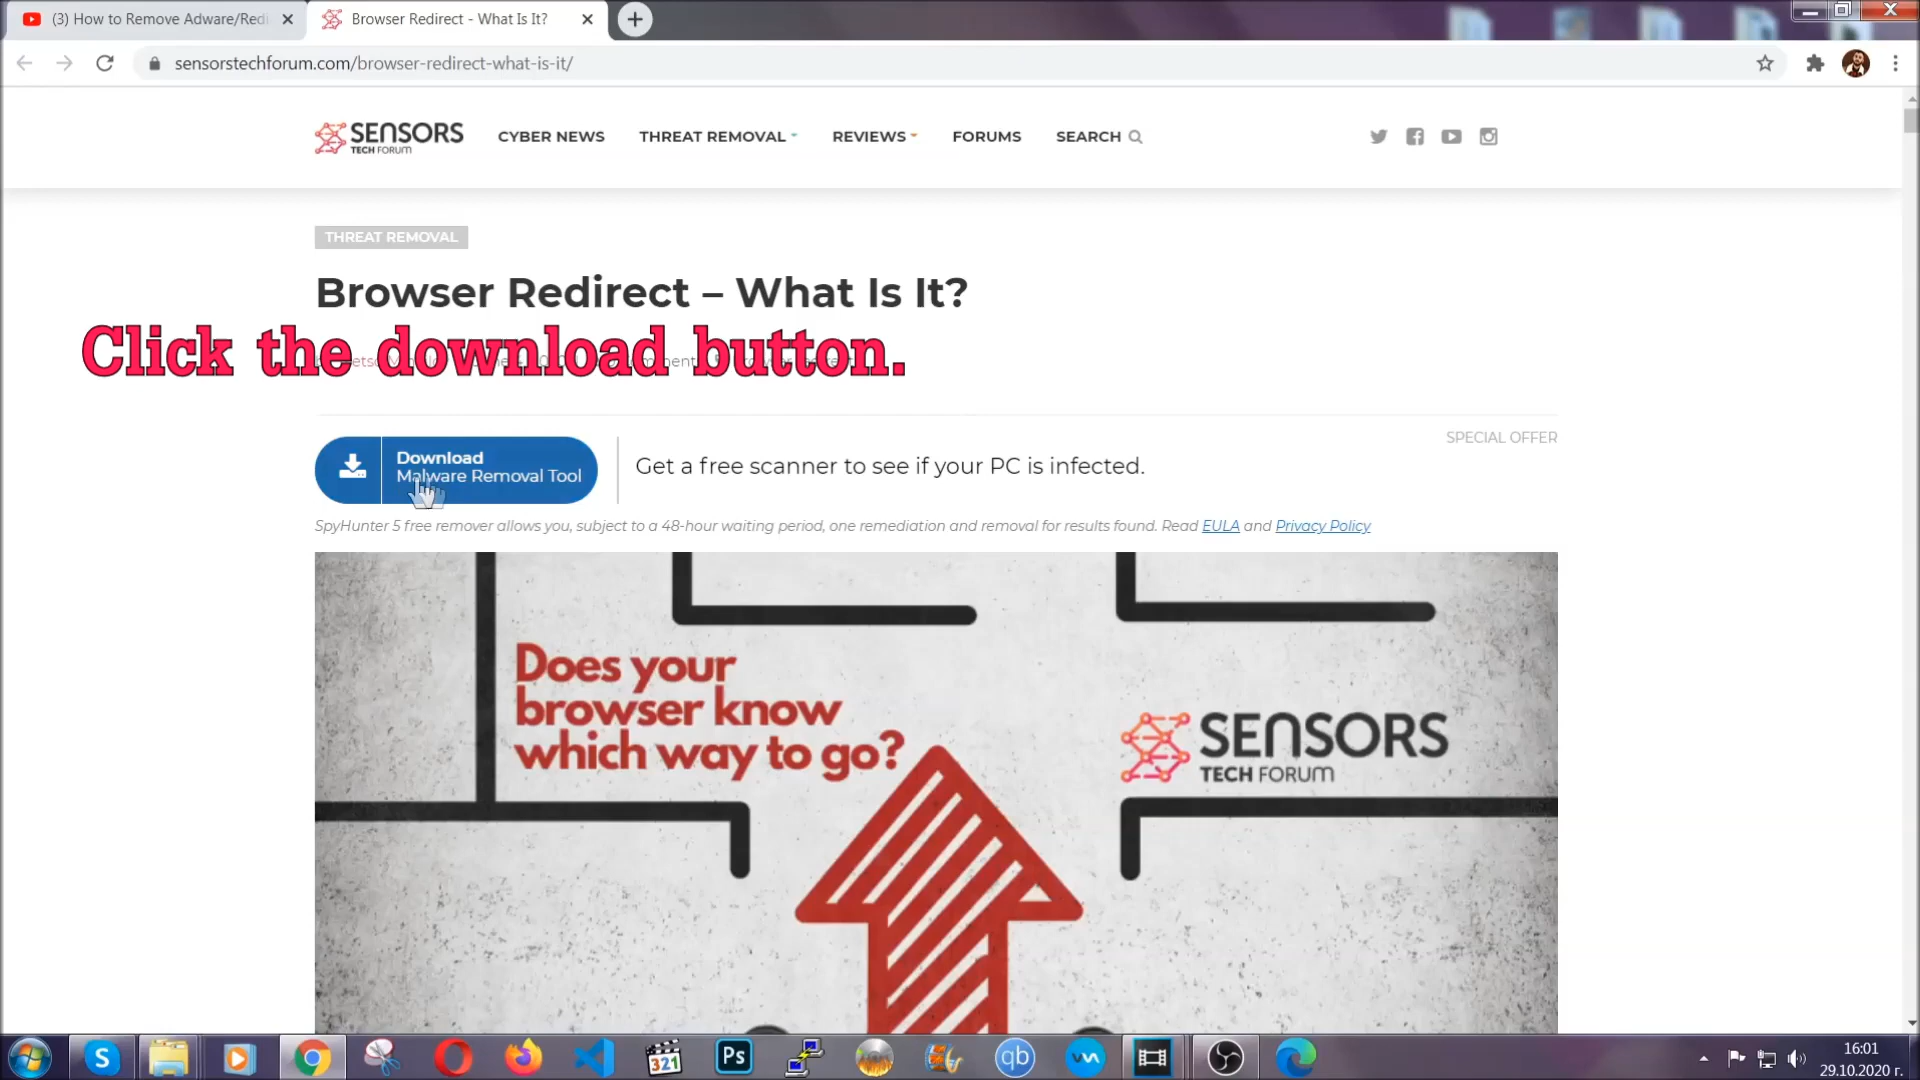 (3) How to Remove Adware/Redi
Browser Redirect - What Is It?
sensorstechforum.com/browser-redirect-what-is-it/
SENSORS
TECH FORUM
CYBER NEWS
THREAT REMOVAL
REVIEWS
FORUMS
SEARCH
THREAT REMOVAL
Browser Redirect – What Is It?
Click the download button.
Download
Malware Removal Tool
Get a free scanner to see if your PC is infected.
SPECIAL OFFER
SpyHunter 5 free remover allows you, subject to a 48-hour waiting period, one remediation and removal for results found. Read EULA and Privacy Policy
Does your
browser know
which way to go?
SENSORS
TECH FORUM
S
321
Ps
qb
16:01
29.10.2020 г.